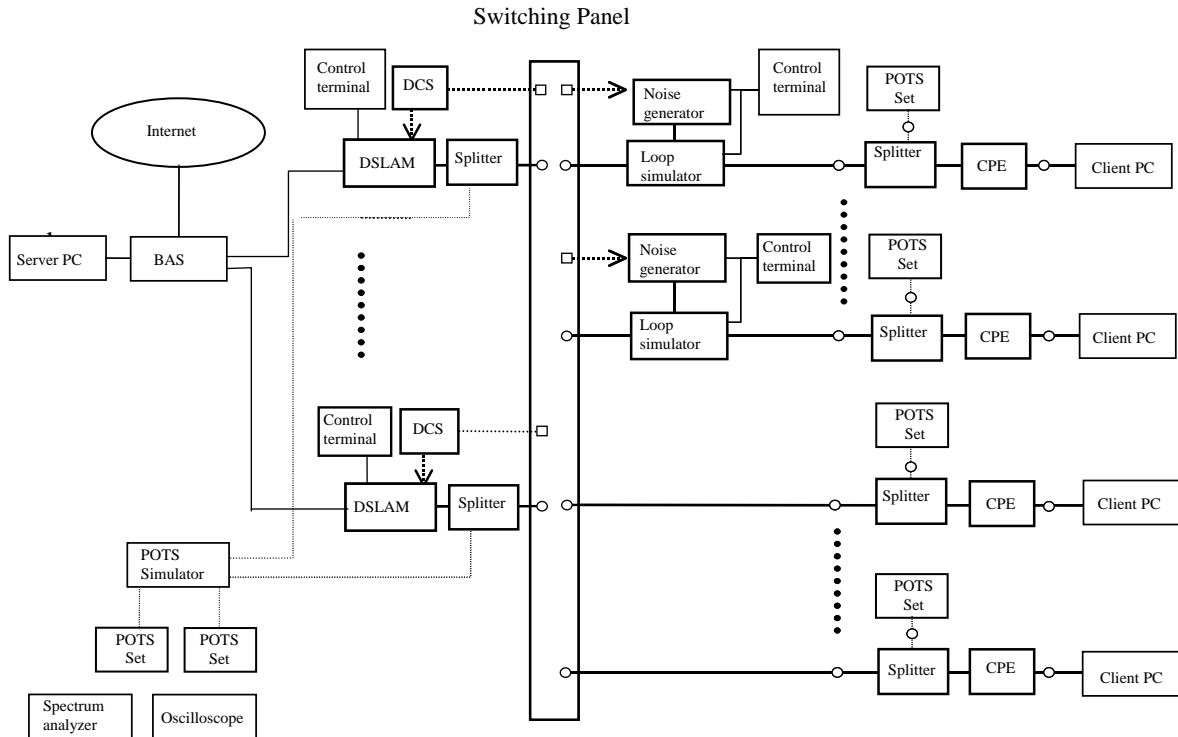 Switching Panel
Control
terminal
DCS
Noise
generator
Control
terminal
POTS
Set
Internet
DSLAM
Splitter
Loop
simulator
Splitter
CPE
Client PC
Server PC
BAS
Noise
generator
Control
terminal
POTS
Set
Loop
simulator
Splitter
CPE
Client PC
Control
terminal
DCS
POTS
Set
DSLAM
Splitter
Splitter
CPE
Client PC
POTS
Simulator
POTS
Set
POTS
Set
POTS
Set
Splitter
CPE
Client PC
Spectrum
analyzer
Oscilloscope